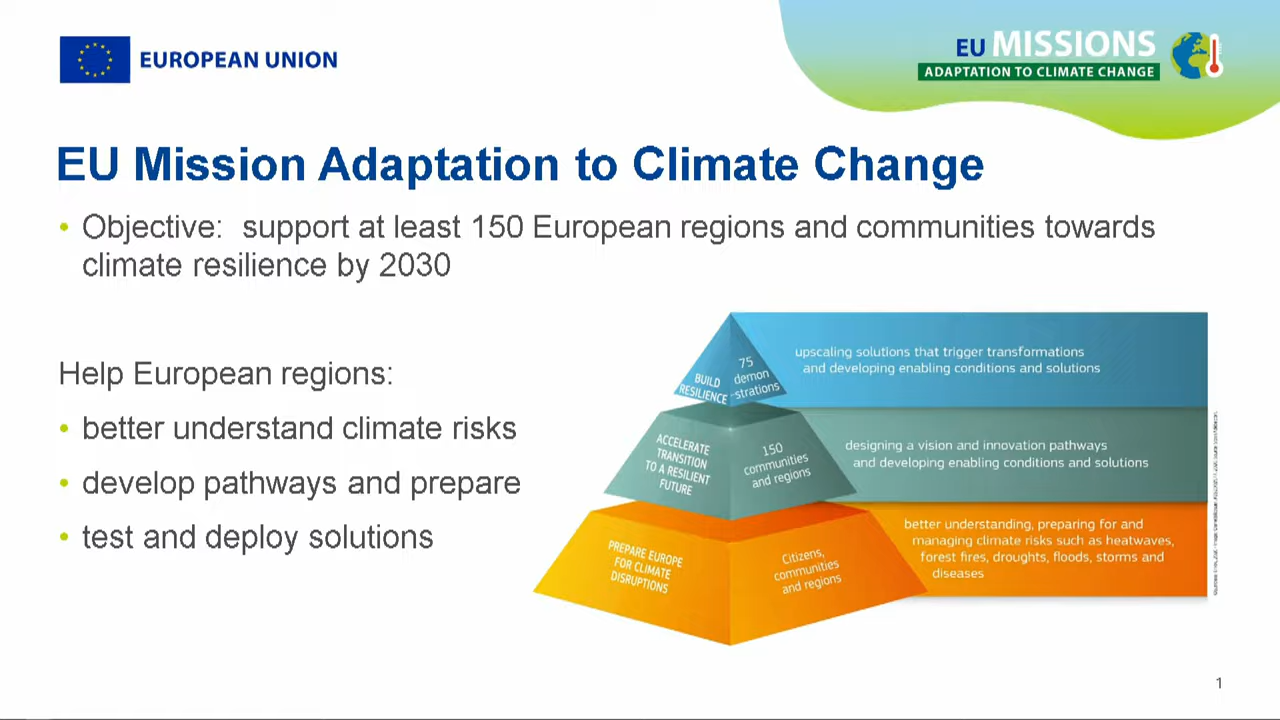 EUROPEAN UNION
EU MISSIONS
ADAPTATION TO CLIMATE CHANGE
EU Mission Adaptation to Climate Change
• Objective: support at least 150 European regions and communities towards
climate resilience by 2030
Help European regions:
• better understand climate risks
• develop pathways and prepare
• test and deploy solutions
BUILD
RESILIENCE
75
demon
-strations
upscaling solutions that trigger transformations
and developing enabling conditions and solutions
ACCELERATE
TRANSITION
TO A RESILIENT
FUTURE
150
communities
and regions
designing a vision and innovation pathways
and developing enabling conditions and solutions
PREPARE EUROPE
FOR CLIMATE
DISRUPTIONS
Citizens,
communities
and regions
better understanding, preparing for and
managing climate risks such as heatwaves,
forest fires, droughts, floods, storms and
diseases
1